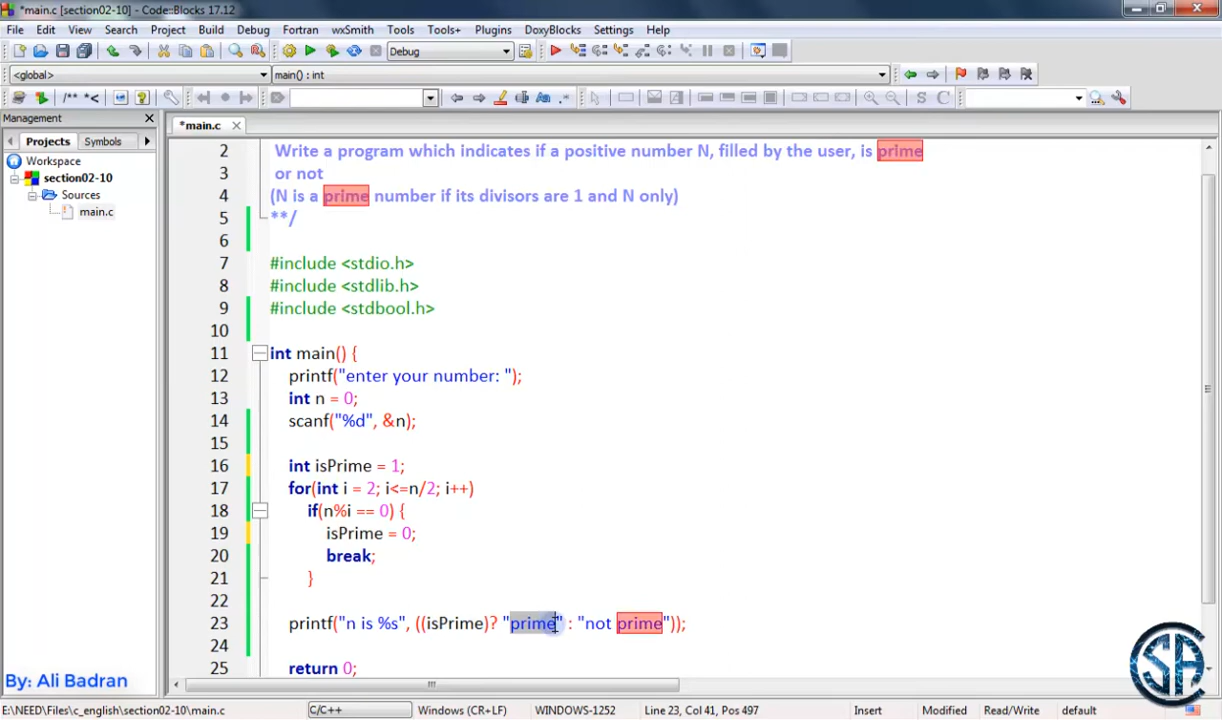 *main.c [section02-10] - Code::Blocks 17.12
File Edit View Search Project Build Debug Fortran wxSmith Tools Tools+ Plugins DoxyBlocks Settings Help
Debug
<global> main() : int
/** *<
S C
Management
*main.c
Projects Symbols
Workspace
section02-10
Sources
main.c
2 Write a program which indicates if a positive number N, filled by the user, is prime
3 or not
4 (N is a prime number if its divisors are 1 and N only)
5 **/
6
7 #include <stdio.h>
8 #include <stdlib.h>
9 #include <stdbool.h>
10
11 int main() {
12 printf("enter your number: ");
13 int n = 0;
14 scanf("%d", &n);
15
16 int isPrime = 1;
17 for(int i = 2; i<=n/2; i++)
18 if(n%i == 0) {
19 isPrime = 0;
20 break;
21 }
22
23 printf("n is %s", ((isPrime)? "prime" : "not prime"));
24
25 return 0;
By: Ali Badran
E:\NEED\Files\c_english\section02-10\main.c C/C++ Windows (CR+LF) WINDOWS-1252 Line 23, Col 41, Pos 497 Insert Modified Read/Write default